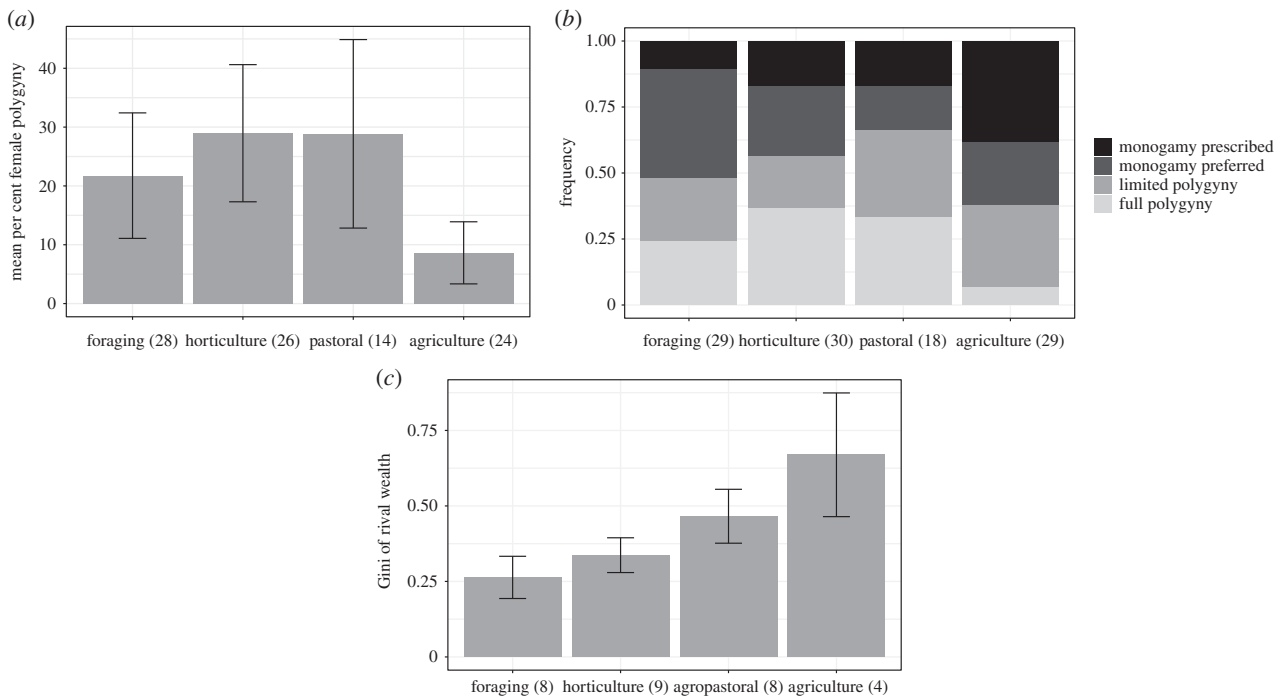 (a)
mean per cent female polygyny
40
30
20
10
0
foraging (28) horticulture (26) pastoral (14) agriculture (24)
(b)
frequency
1.00
0.75
0.50
0.25
0
foraging (29) horticulture (30) pastoral (18) agriculture (29)
monogamy prescribed
monogamy preferred
limited polygyny
full polygyny
(c)
Gini of rival wealth
0.75
0.50
0.25
0
foraging (8) horticulture (9) agropastoral (8) agriculture (4)